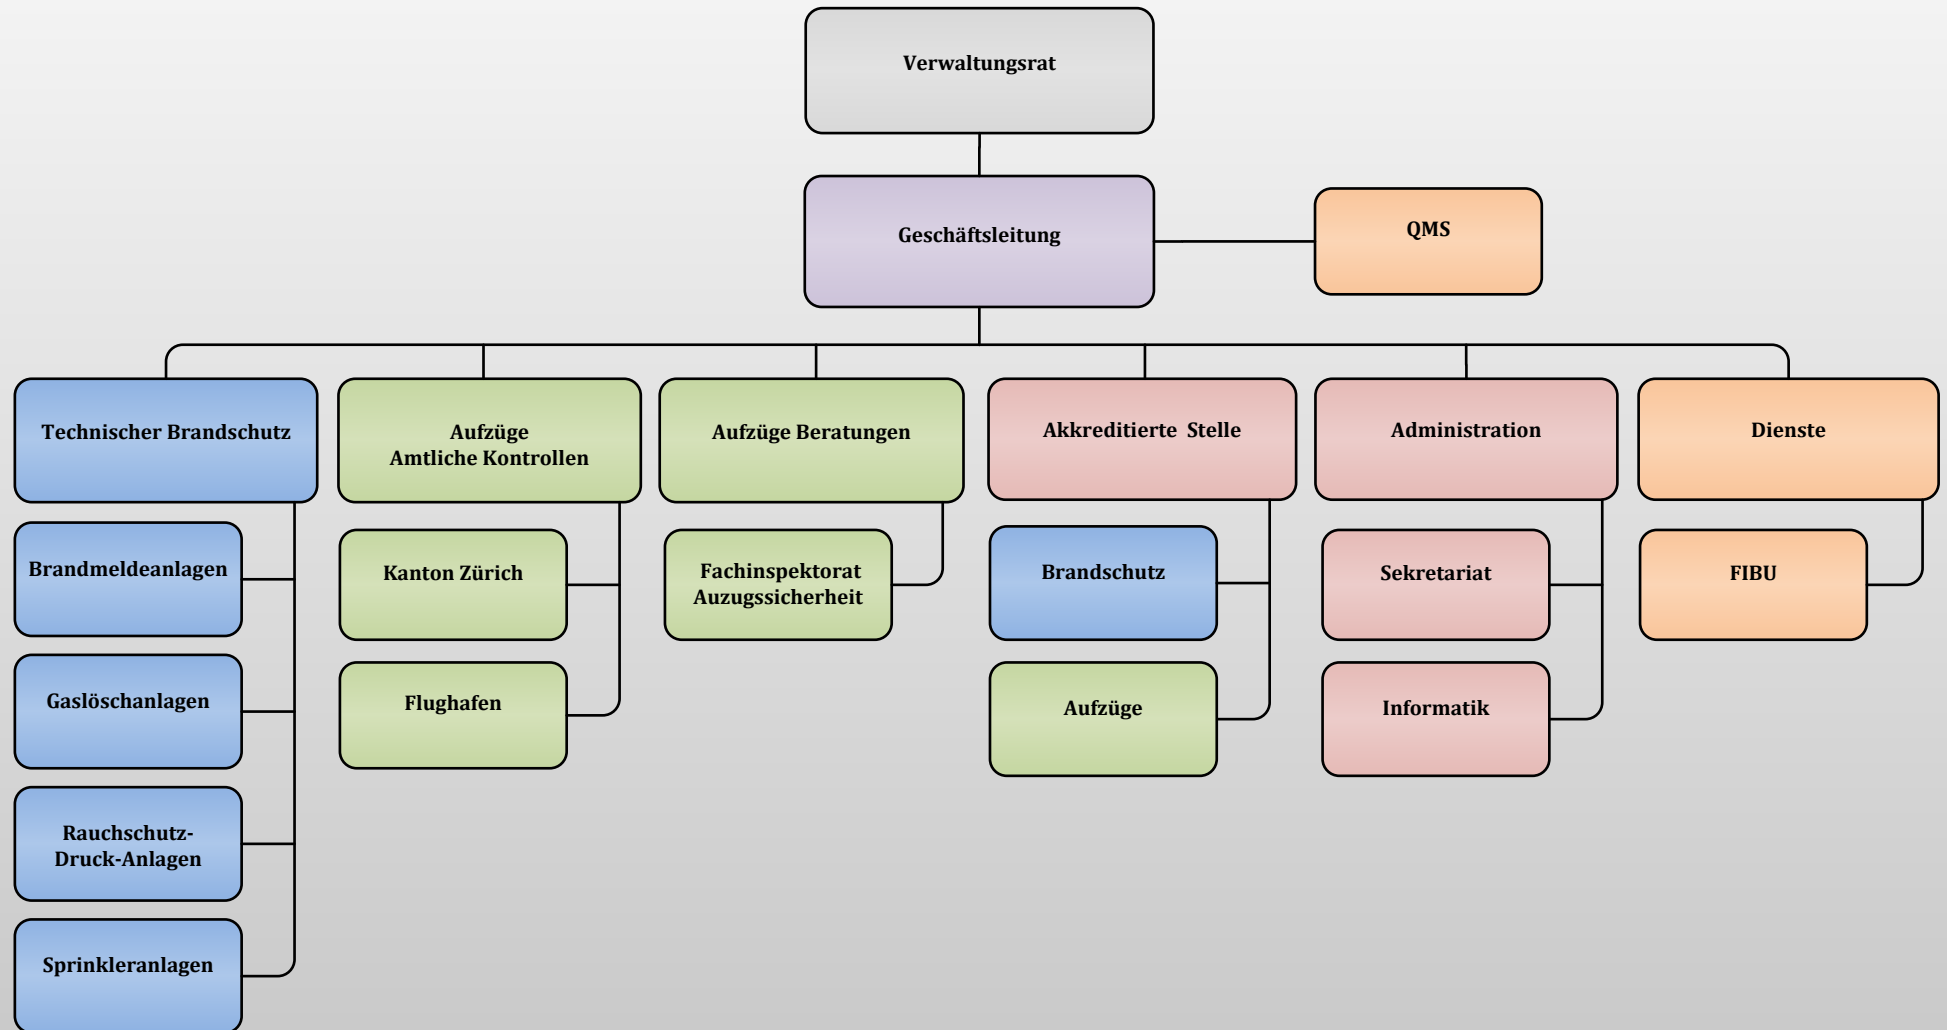 Verwaltungsrat
Geschäftsleitung
QMS
Technischer Brandschutz
Aufzüge
Amtliche Kontrollen
Aufzüge Beratungen
Akkreditierte Stelle
Administration
Dienste
Brandmeldeanlagen
Kanton Zürich
Fachinspektorat
Auzugssicherheit
Brandschutz
Sekretariat
FIBU
Gaslöschanlagen
Flughafen
Aufzüge
Informatik
Rauchschutz-
Druck-Anlagen
Sprinkleranlagen